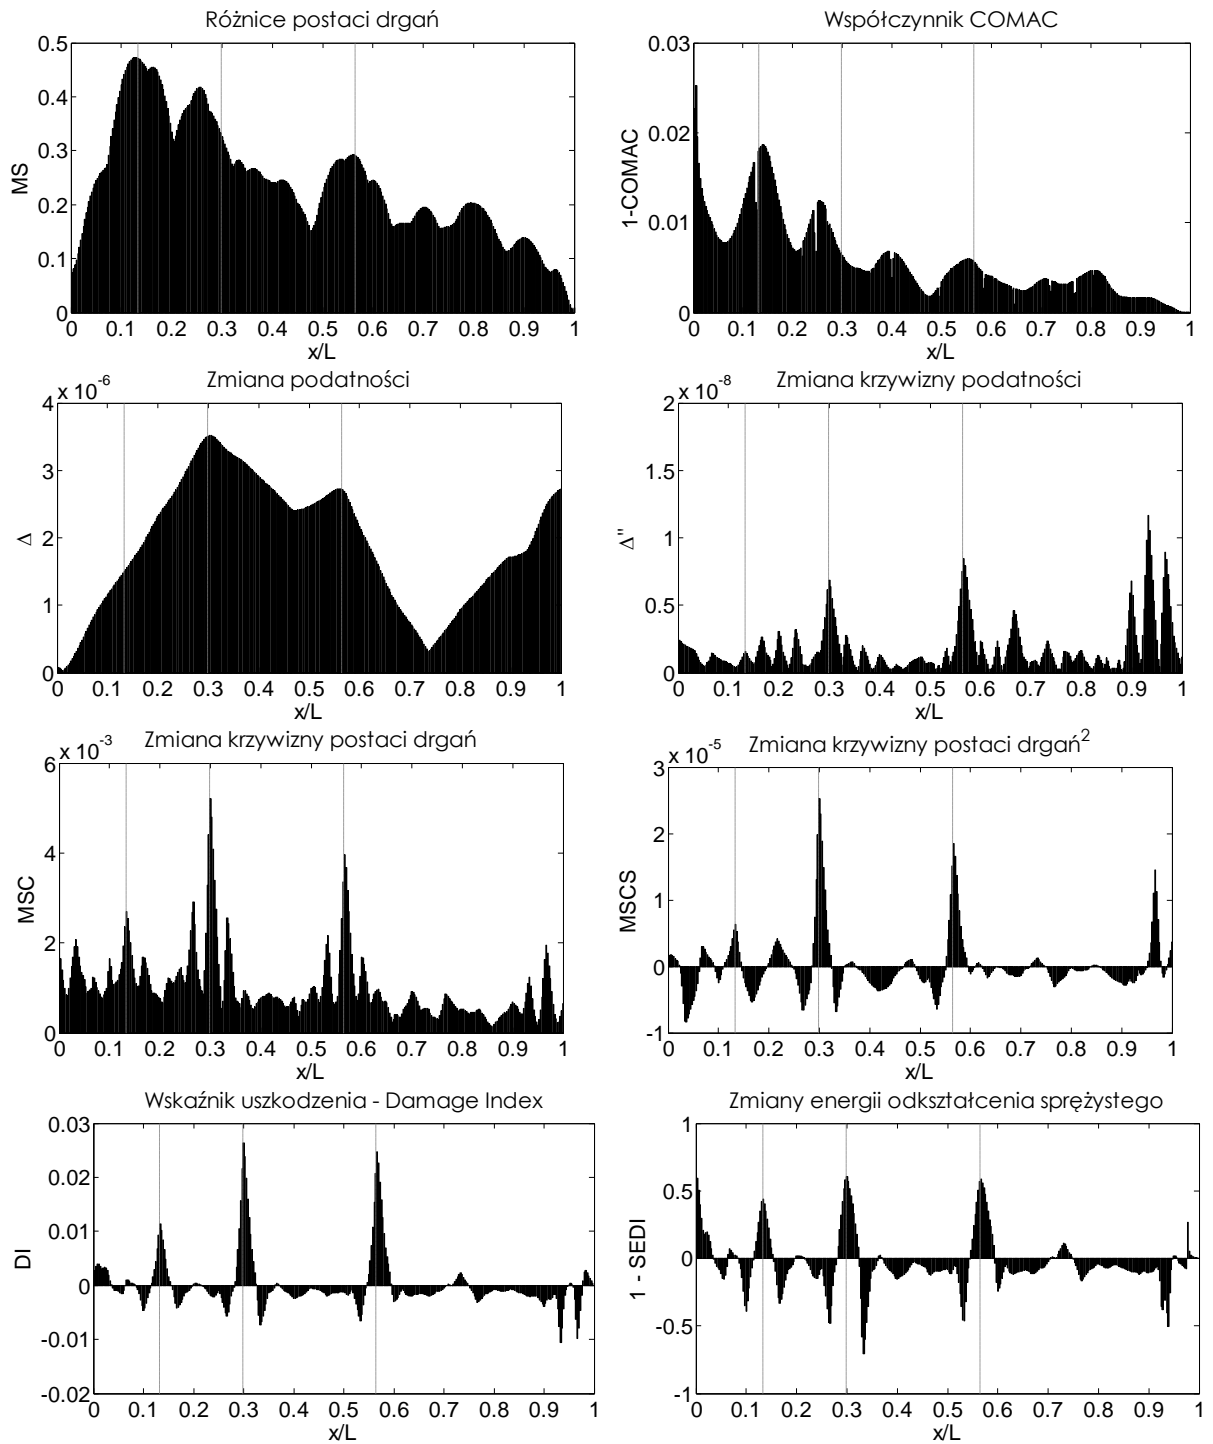 Różnice postaci drgań
0.5
0.4
0.3
0.2
0.1
0
MS
0 0.1 0.2 0.3 0.4 0.5 0.6 0.7 0.8 0.9 1
x/L
Współczynnik COMAC
0.03
0.02
0.01
0
1-COMAC
0 0.1 0.2 0.3 0.4 0.5 0.6 0.7 0.8 0.9 1
x/L
Zmiana podatności
x 10-6
4
3
2
1
0
Δ
0 0.1 0.2 0.3 0.4 0.5 0.6 0.7 0.8 0.9 1
x/L
Zmiana krzywizny podatności
x 10-8
2
1.5
1
0.5
0
Δ"
0 0.1 0.2 0.3 0.4 0.5 0.6 0.7 0.8 0.9 1
x/L
Zmiana krzywizny postaci drgań
x 10-3
6
4
2
0
MSC
0 0.1 0.2 0.3 0.4 0.5 0.6 0.7 0.8 0.9 1
x/L
Zmiana krzywizny postaci drgań2
x 10-5
3
2
1
0
-1
MSCS
0 0.1 0.2 0.3 0.4 0.5 0.6 0.7 0.8 0.9 1
x/L
Wskaźnik uszkodzenia - Damage Index
0.03
0.02
0.01
0
-0.01
-0.02
DI
0 0.1 0.2 0.3 0.4 0.5 0.6 0.7 0.8 0.9 1
x/L
Zmiany energii odkształcenia sprężystego
1
0.5
0
-0.5
-1
1 - SEDI
0 0.1 0.2 0.3 0.4 0.5 0.6 0.7 0.8 0.9 1
x/L